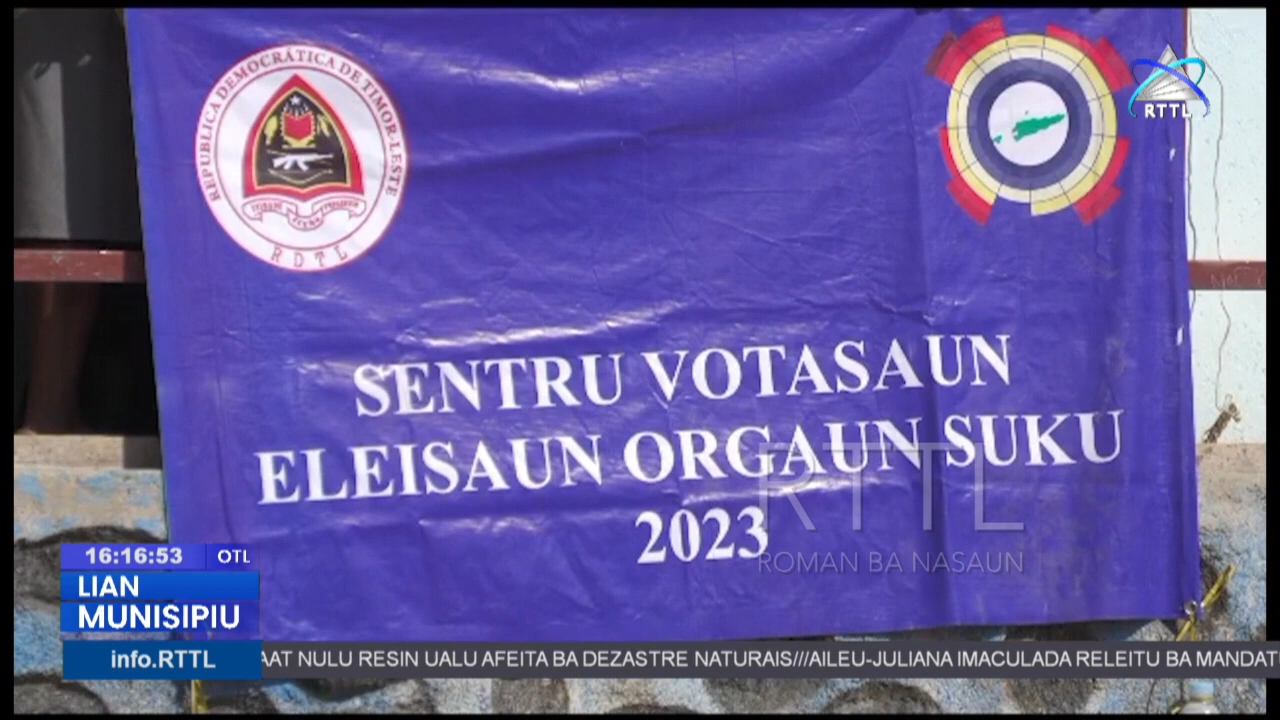 REPUBLICA DEMOCRÁTICA DE TIMOR-LESTE
RDTL
RTTL
SENTRU VOTASAUN
ELEISAUN ORGAUN SUKU
2023
RTTL
ROMAN BA NASAUN
16:16:53 OTL
LIAN
MUNISIPIU
info.RTTL
AAT NULU RESIN UALU AFEITA BA DEZASTRE NATURAIS///AILEU-JULIANA IMACULADA RELEITU BA MANDAT